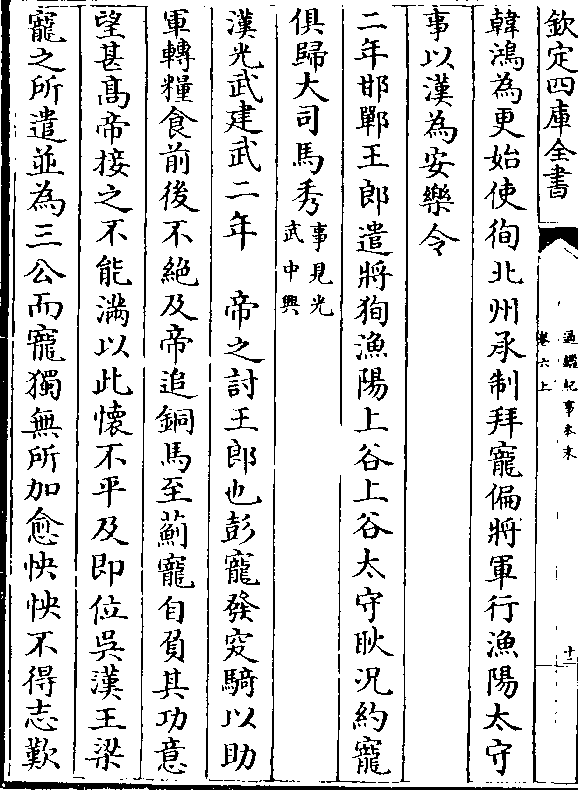 欽定四庫全書
通鑑紀事本末
卷六上
十一
韓鴻為更始使徇北州承制拜寵偏將軍行漁陽太守
事以漢為安樂令
二年邯鄲王郎遣將狥漁陽上谷上谷太守耿況約寵
俱歸大司馬秀事見光武中興
漢光武建武二年　帝之討王郎也彭寵發突騎以助
軍轉糧食前後不絕及帝追銅馬至薊寵自負其功意
望甚髙帝接之不能滿以此懷不平及即位吳漢王梁
寵之所遣並為三公而寵獨無所加愈怏怏不得志歎